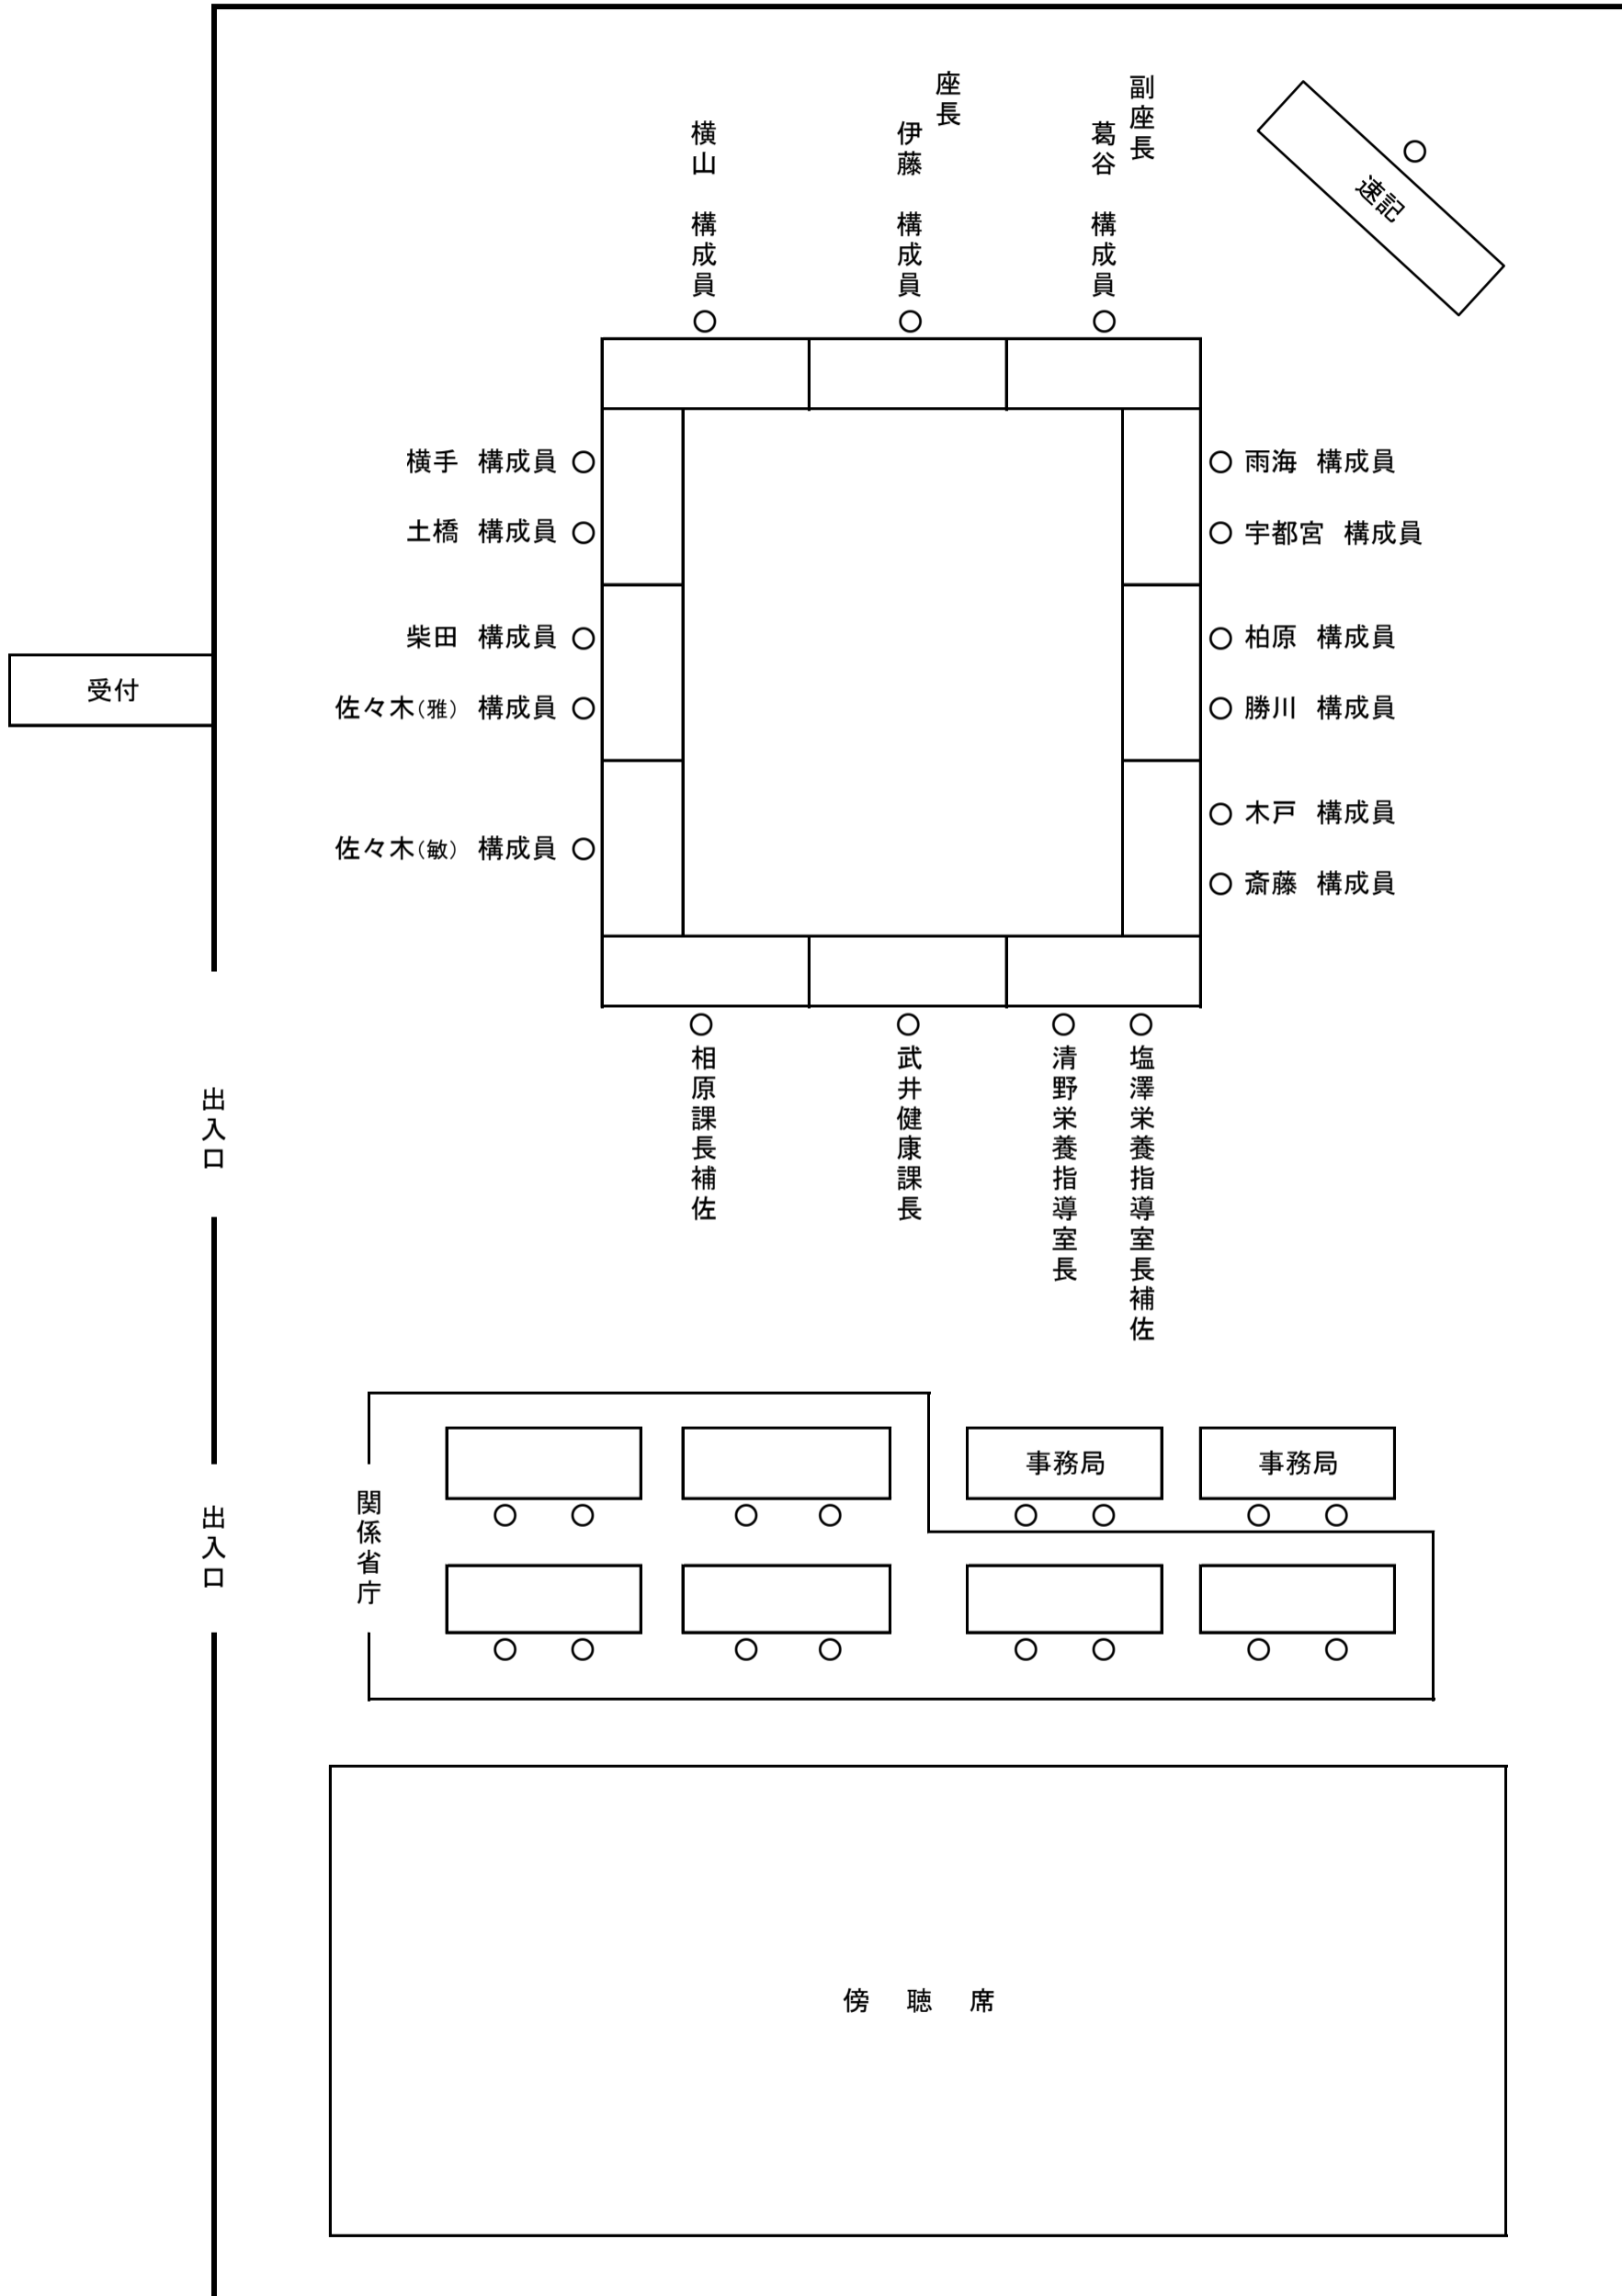 座長
副座長
横山 構成員
伊藤 構成員
葛谷 構成員
速記
横手 構成員
雨海 構成員
土橋 構成員
宇都宮 構成員
柴田 構成員
柏原 構成員
受付
佐々木（雅） 構成員
勝川 構成員
木戸 構成員
佐々木（敏） 構成員
斎藤 構成員
相原課長補佐
武井健康課長
清野栄養指導室長
塩澤栄養指導室長補佐
出入口
事務局
事務局
関係省庁
出入口
傍 聴 席